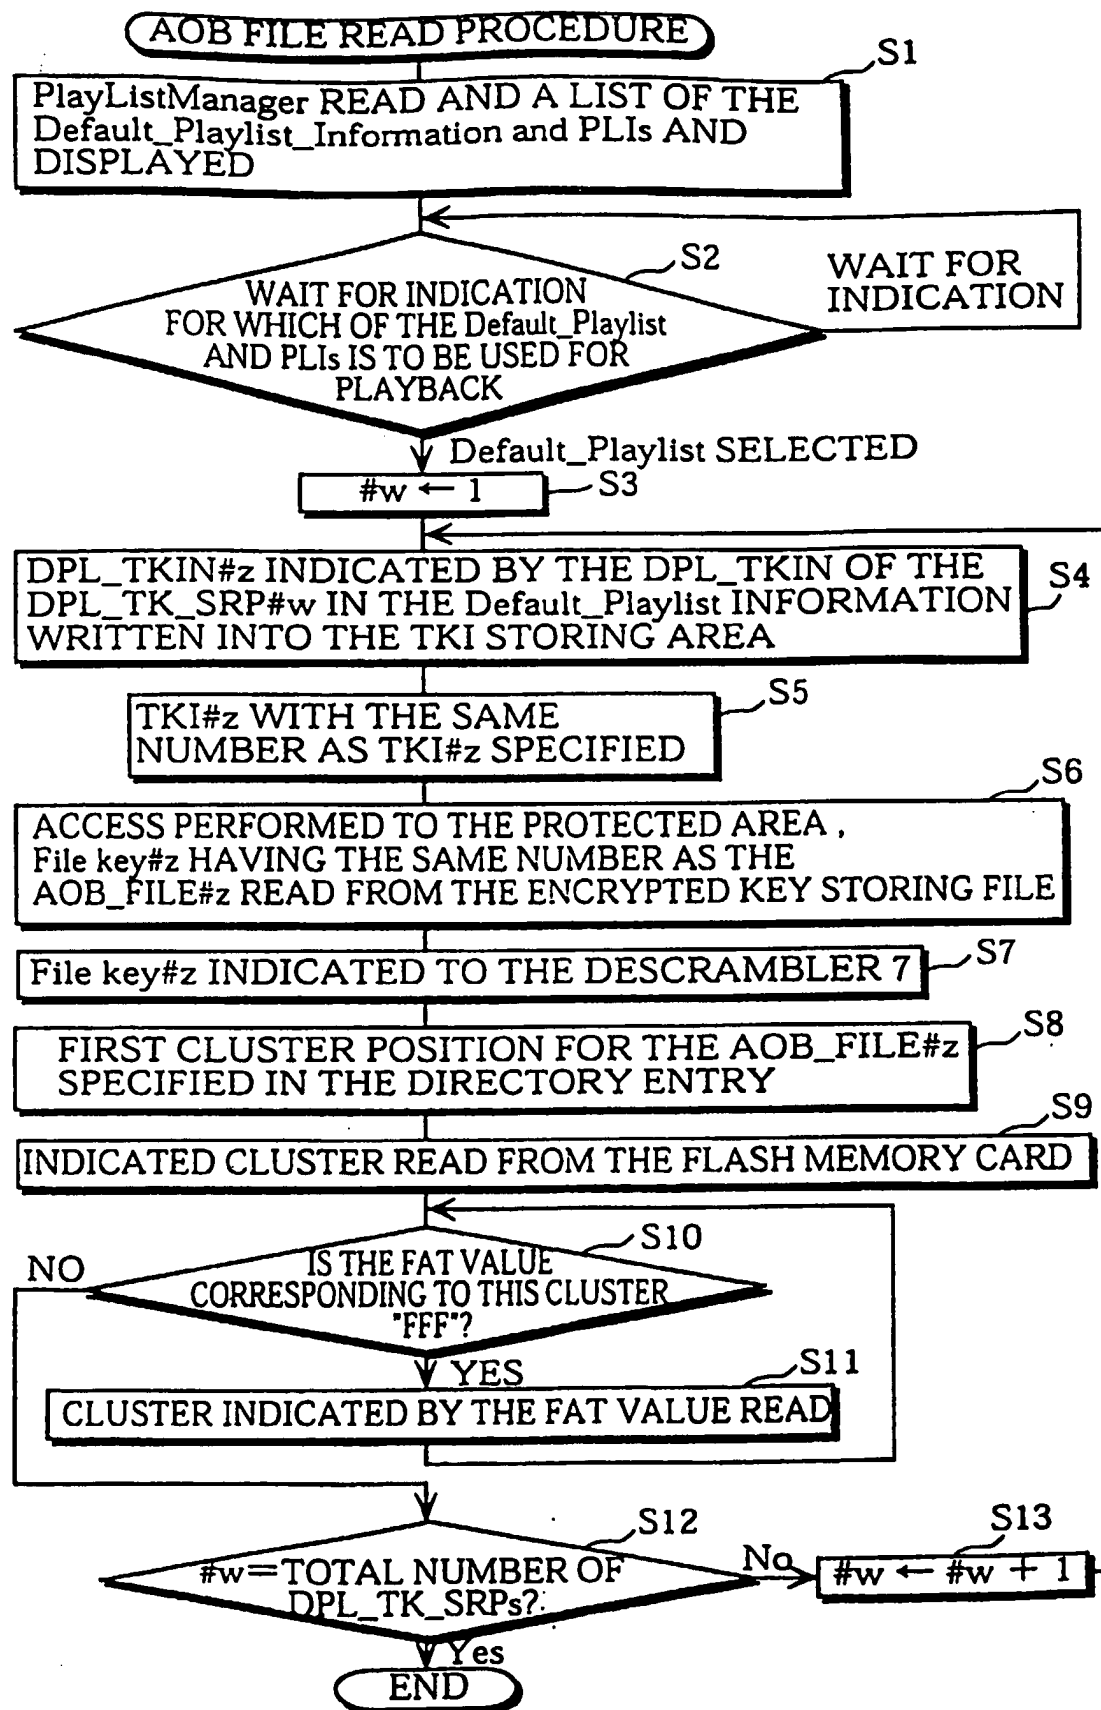 AOB FILE READ PROCEDURE
S1
PlayListManager READ AND A LIST OF THE
Default_Playlist_Information and PLIs AND
DISPLAYED
S2
WAIT FOR INDICATION
FOR WHICH OF THE Default_Playlist
AND PLIs IS TO BE USED FOR
PLAYBACK
WAIT FOR
INDICATION
Default_Playlist SELECTED
#w ← 1
S3
DPL_TKIN#z INDICATED BY THE DPL_TKIN OF THE
DPL_TK_SRP#w IN THE Default_Playlist INFORMATION
WRITTEN INTO THE TKI STORING AREA
S4
S5
TKI#z WITH THE SAME
NUMBER AS TKI#z SPECIFIED
S6
ACCESS PERFORMED TO THE PROTECTED AREA ,
File key#z HAVING THE SAME NUMBER AS THE
AOB_FILE#z READ FROM THE ENCRYPTED KEY STORING FILE
File key#z INDICATED TO THE DESCRAMBLER 7
S7
FIRST CLUSTER POSITION FOR THE AOB_FILE#z
SPECIFIED IN THE DIRECTORY ENTRY
S8
S9
INDICATED CLUSTER READ FROM THE FLASH MEMORY CARD
S10
NO
IS THE FAT VALUE
CORRESPONDING TO THIS CLUSTER
"FFF"?
YES
S11
CLUSTER INDICATED BY THE FAT VALUE READ
S12
#w=TOTAL NUMBER OF
DPL_TK_SRPs?
No
S13
#w ← #w + 1
Yes
END